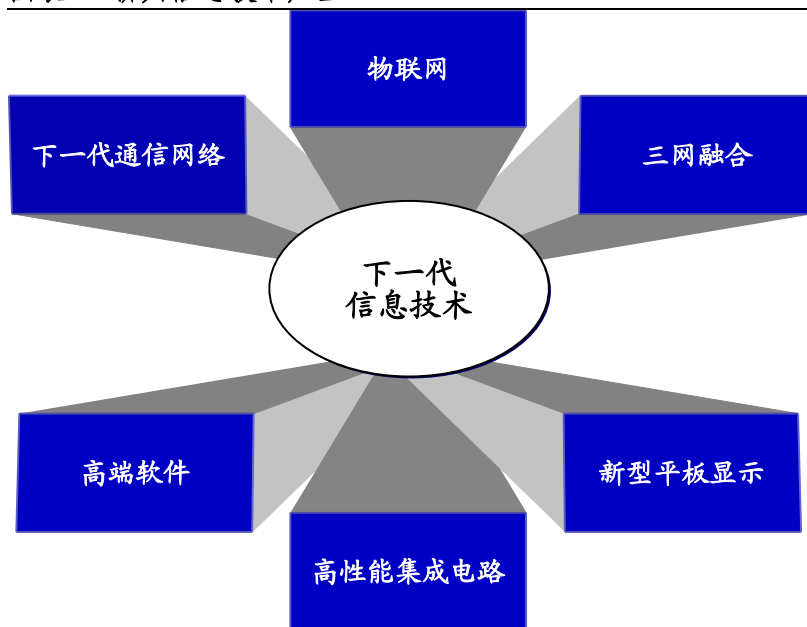 物联网
下一代通信网络
三网融合
下一代
信息技术
高端软件
新型平板显示
高性能集成电路